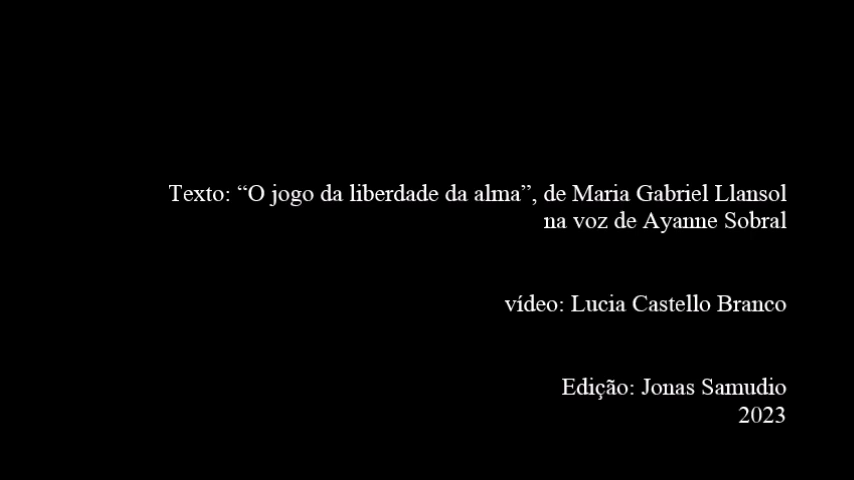 Texto: “O jogo da liberdade da alma”, de Maria Gabriel Llansol
na voz de Ayanne Sobral
vídeo: Lucia Castello Branco
Edição: Jonas Samudio
2023